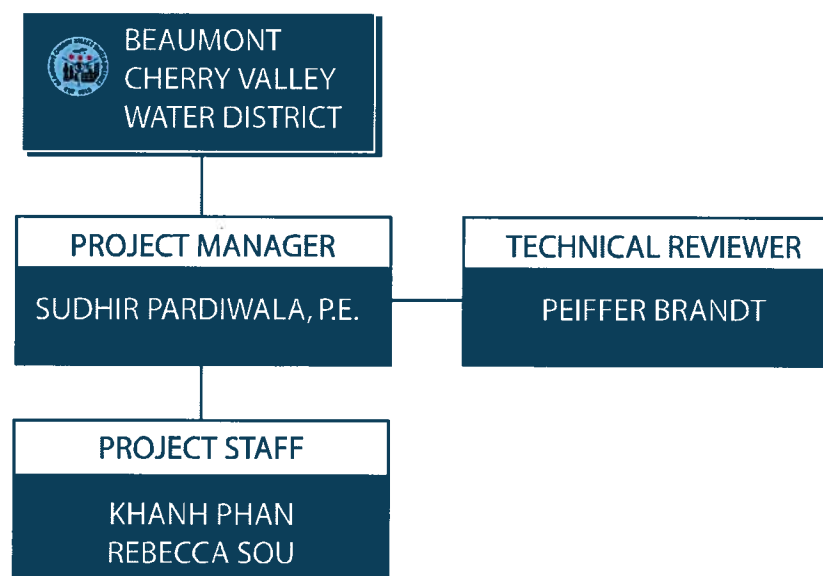 BEAUMONT
CHERRY VALLEY
WATER DISTRICT
PROJECT MANAGER
SUDHIR PARDIWALA, P.E.
TECHNICAL REVIEWER
PEIFFER BRANDT
PROJECT STAFF
KHANH PHAN
REBECCA SOU